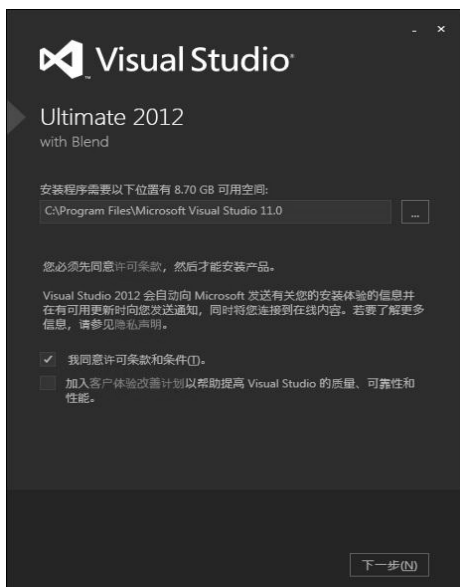 Visual Studio
Ultimate 2012
with Blend
安装程序需要以下位置有 8.70 GB 可用空间:
C:\Program Files\Microsoft Visual Studio 11.0
...
您必须先同意许可条款，然后才能安装产品。
Visual Studio 2012 会自动向 Microsoft 发送有关您的安装体验的信息并
在有可用更新时向您发送通知，同时将您连接到在线内容。若要了解更多
信息，请参见隐私声明。
我同意许可条款和条件(T)。
加入客户体验改善计划以帮助提高 Visual Studio 的质量、可靠性和
性能。
下一步(N)